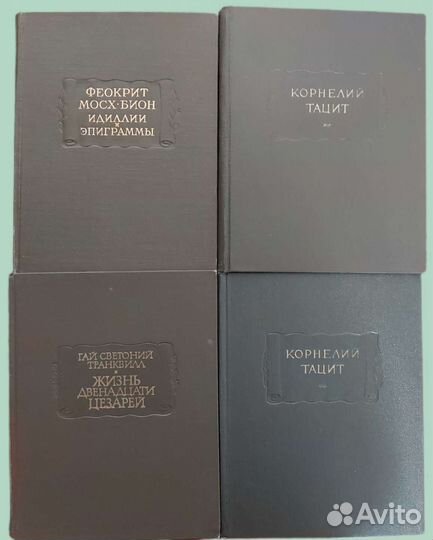 ФЕОКРИТ
МОСХ·БИОН
ИДИЛЛИИ
И
ЭПИГРАММЫ
КОРНЕЛИЙ
ТАЦИТ
ГАЙ СВЕТОНИЙ
ТРАНКВИЛЛ
ЖИЗНЬ
ДВЕНАДЦАТИ
ЦЕЗАРЕЙ
КОРНЕЛИЙ
ТАЦИТ
Avito